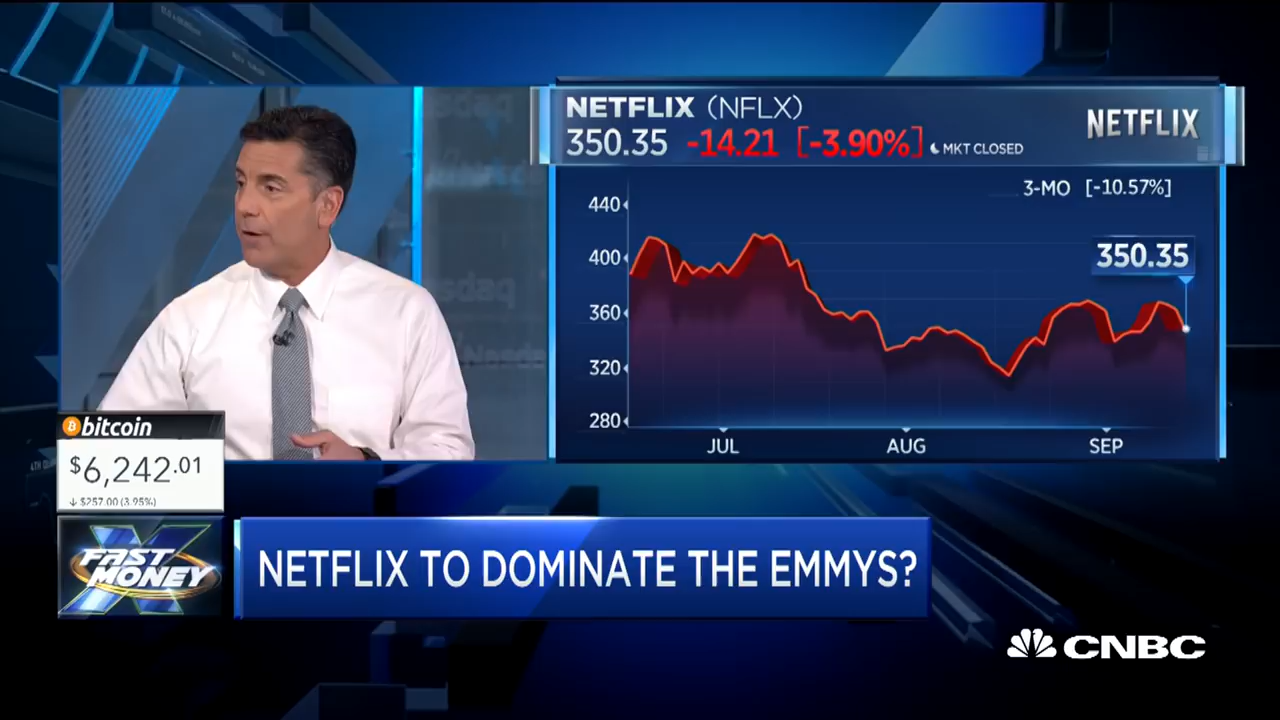 NETFLIX (NFLX)
350.35 -14.21 [-3.90%] MKT CLOSED
NETFLIX
3-MO [-10.57%]
440
400
360
320
280
350.35
JUL AUG SEP
Nasdaq
bitcoin
$6,242.01
↓ $257.00 (3.95%)
FAST
MONEY
NETFLIX TO DOMINATE THE EMMYS?
CNBC